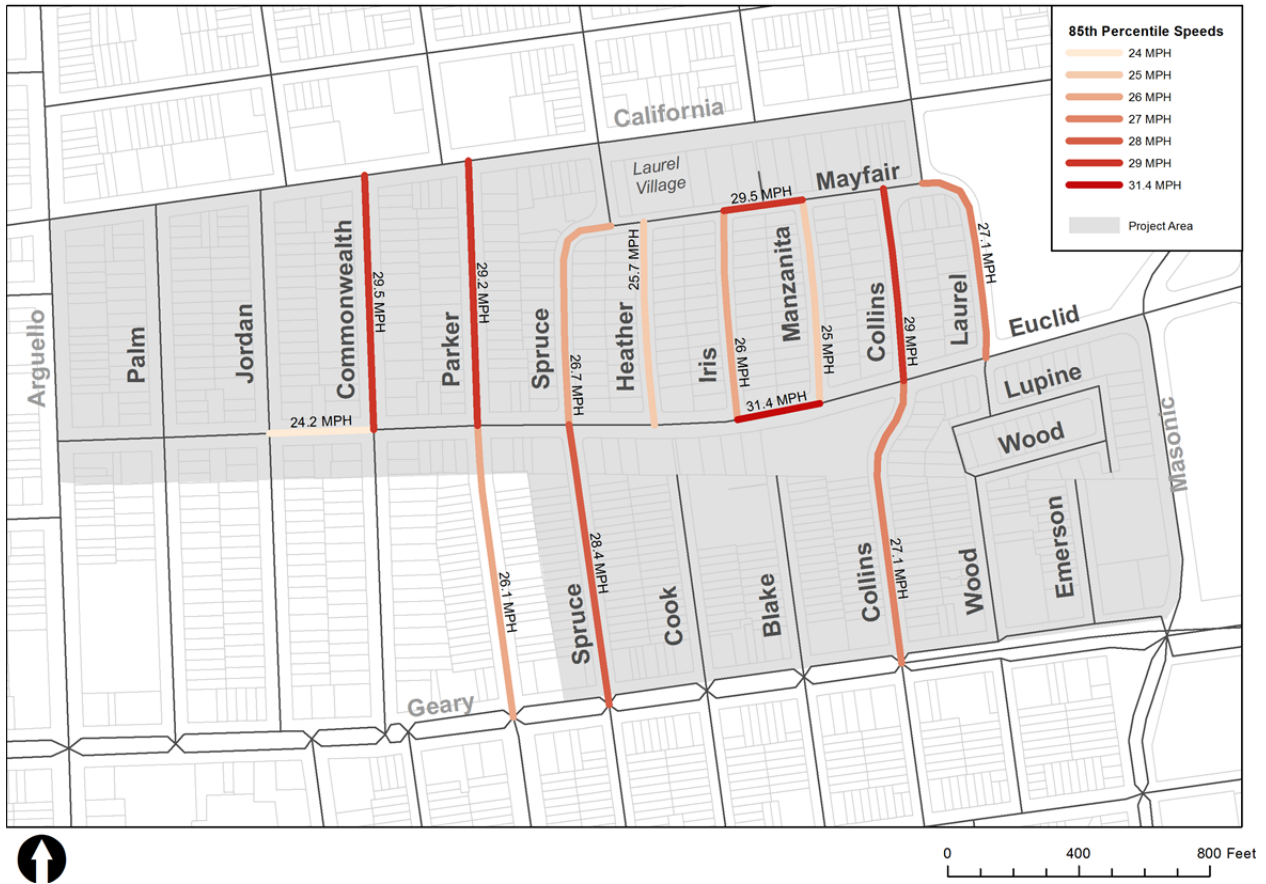 85th Percentile Speeds
24 MPH
25 MPH
26 MPH
27 MPH
28 MPH
29 MPH
31.4 MPH
Project Area
California
Laurel
Village
Mayfair
29.5 MPH
27.1 MPH
25.7 MPH
29.5 MPH
29.2 MPH
Arguello
Palm
Jordan
Commonwealth
Parker
Spruce
26.7 MPH
Heather
Iris
26 MPH
Manzanita
25 MPH
Collins
29 MPH
Laurel
Euclid
Lupine
Wood
Masonic
24.2 MPH
31.4 MPH
26.1 MPH
28.4 MPH
Spruce
Cook
Blake
Collins
27.1 MPH
Wood
Emerson
Geary
0 400 800 Feet